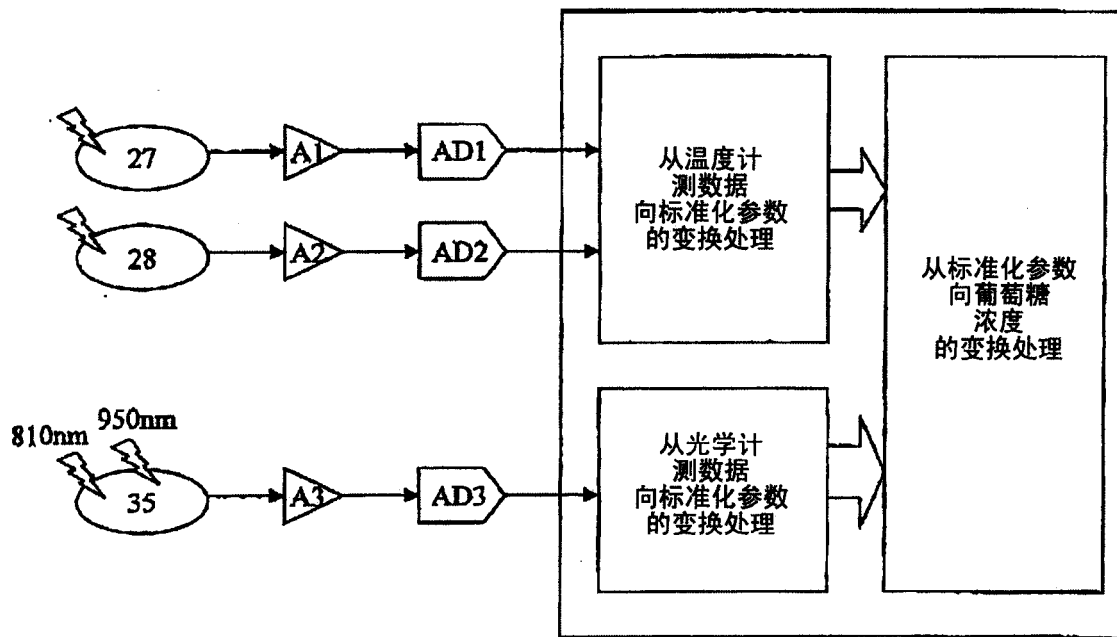 27
A1
AD1
28
A2
AD2
从温度计
测数据
向标准化参数
的变换处理
从标准化参数
向葡萄糖
浓度
的变换处理
810nm
950nm
35
A3
AD3
从光学计
测数据
向标准化参数
的变换处理